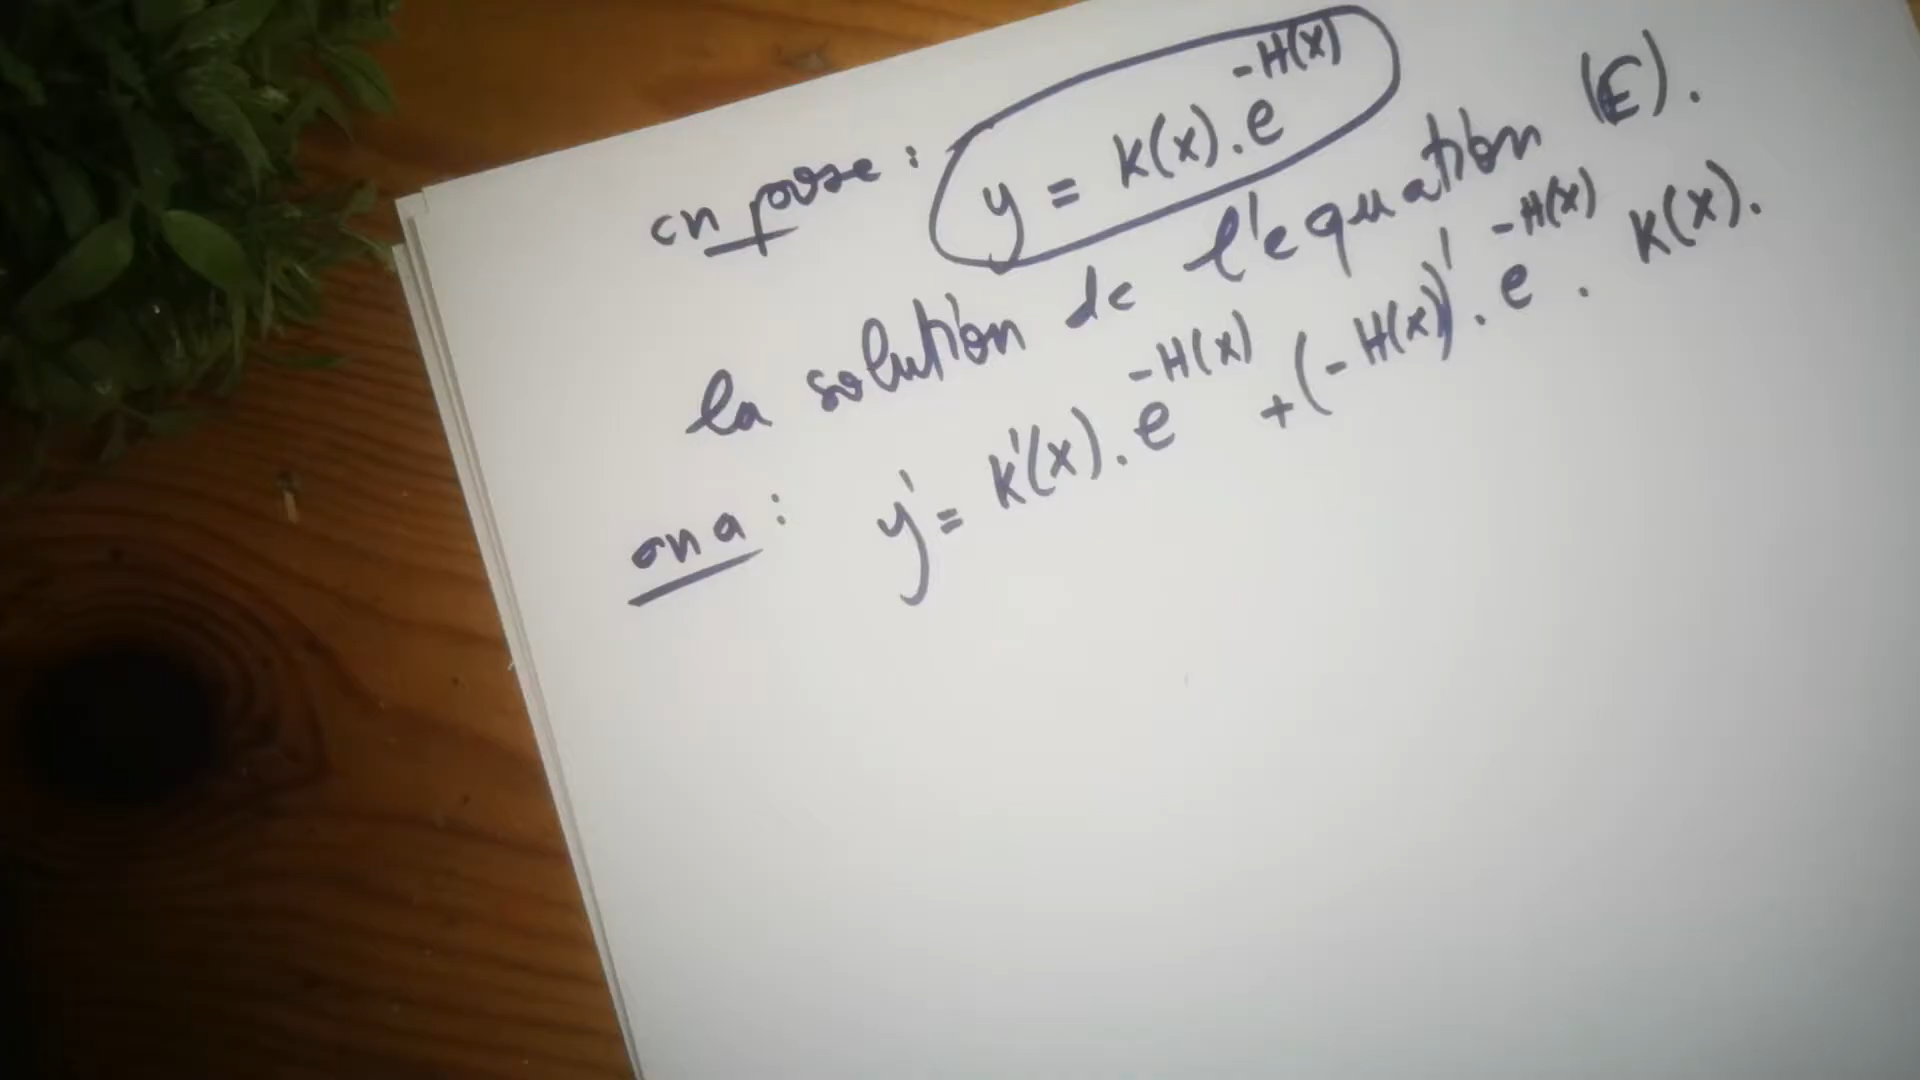 on pose : y = k(x).e^{-H(x)}
la solution de l'equation (E).
on a : y' = k'(x).e^{-H(x)} + (-H(x))'.e^{-H(x)}.k(x).